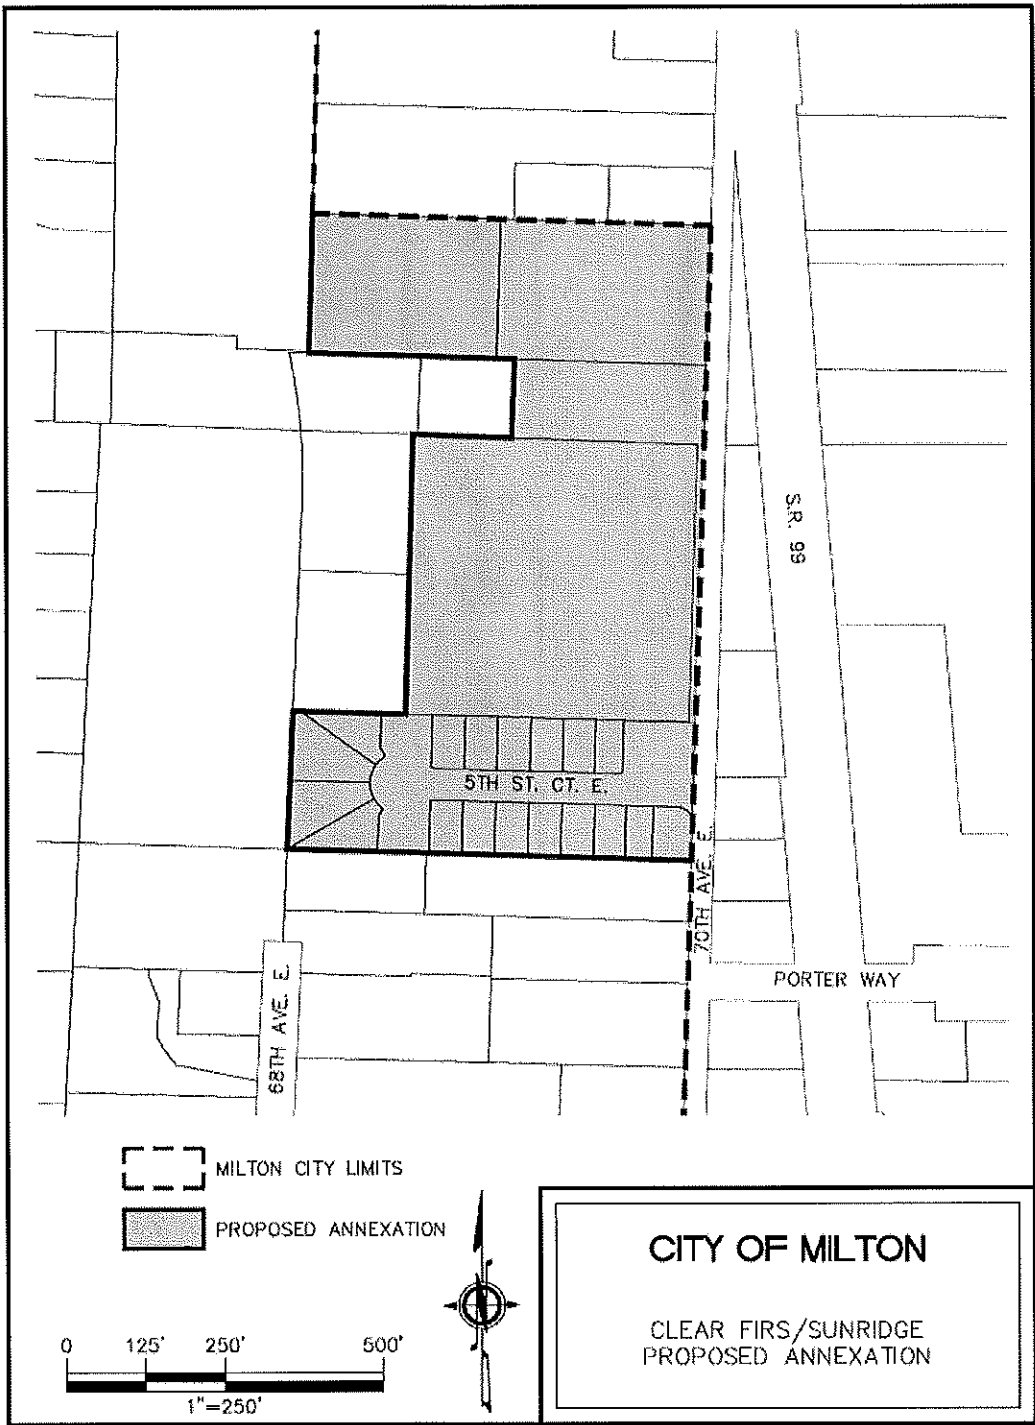 S.R. 99
5TH ST. CT. E.
70TH AVE. E.
PORTER WAY
68TH AVE. E.
MILTON CITY LIMITS
PROPOSED ANNEXATION
0 125' 250' 500'
1"=250'
CITY OF MILTON
CLEAR FIRS/SUNRIDGE
PROPOSED ANNEXATION